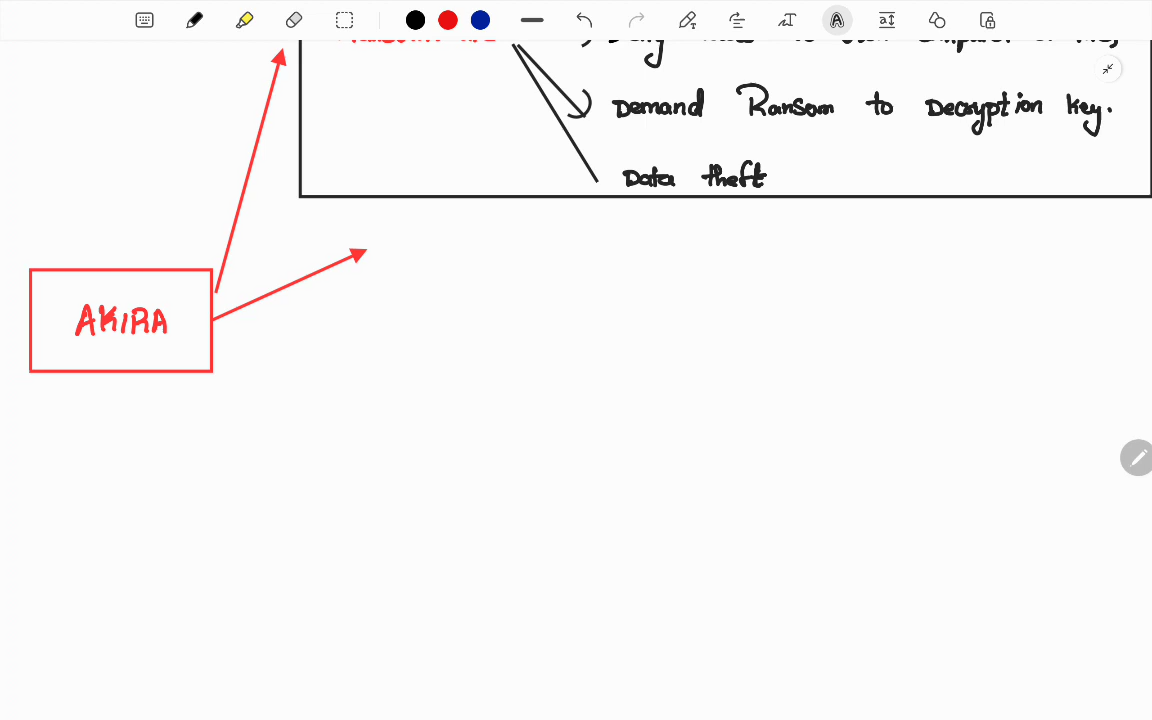 Demand Ransom to Decryption key.
Data theft
AKIRA